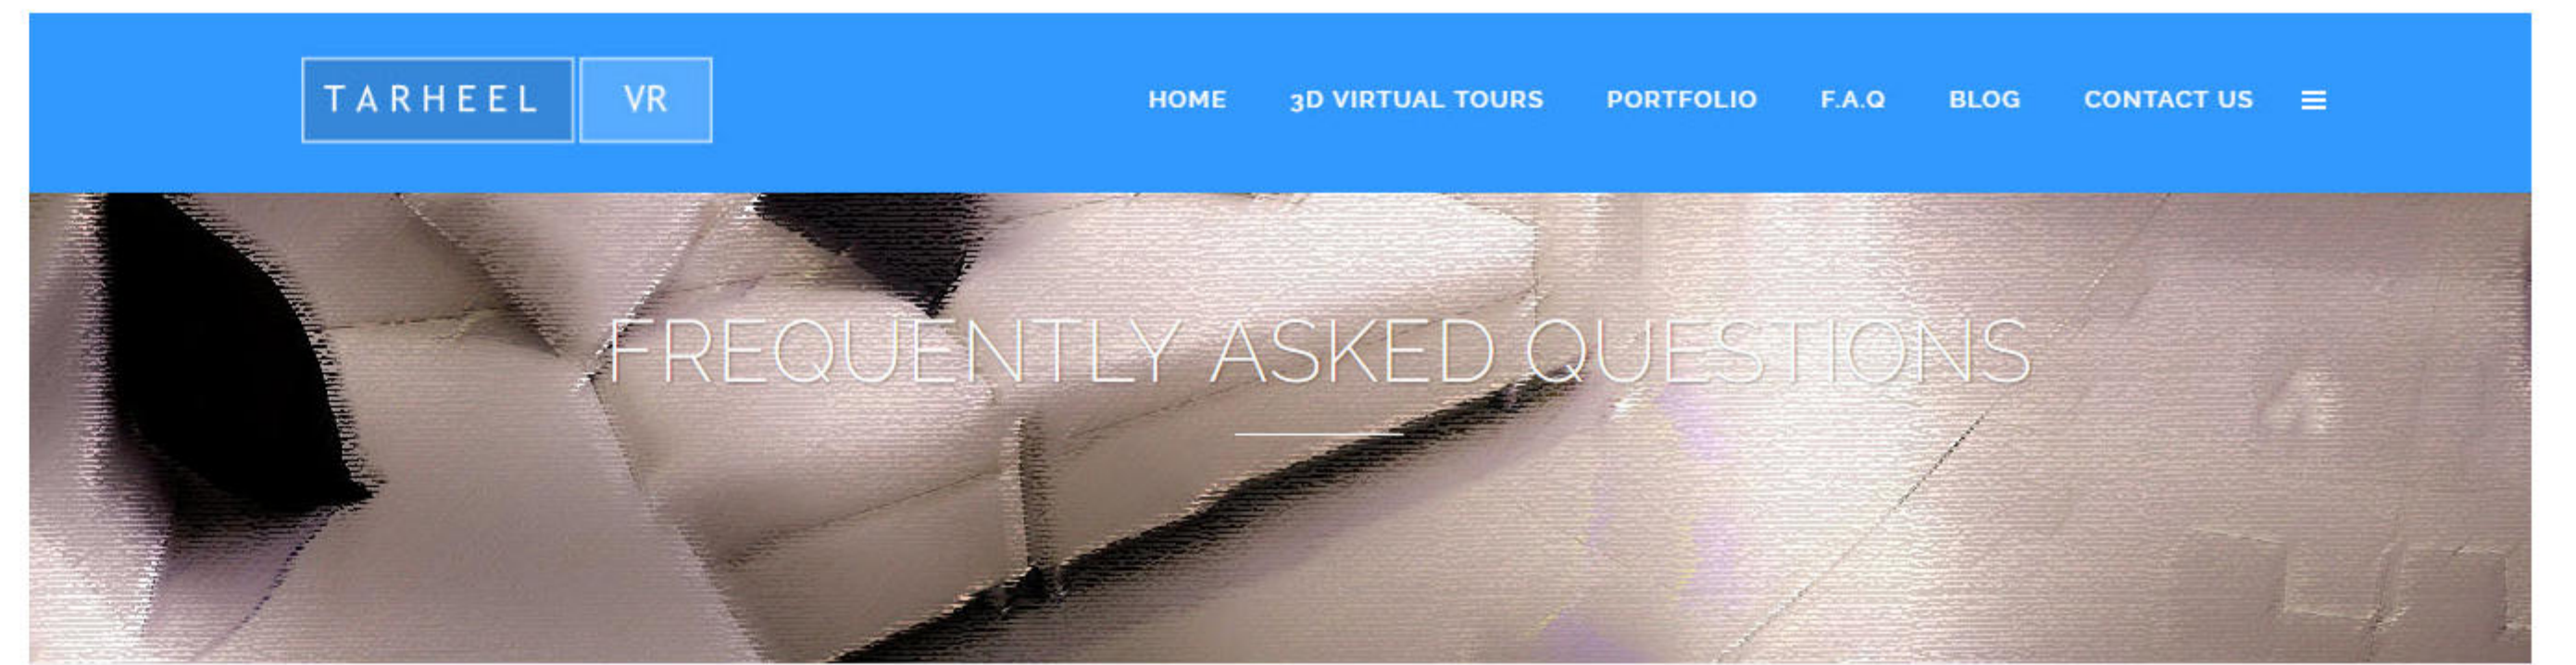 TARHEEL VR HOME 3D VIRTUAL TOURS PORTFOLIO F.A.Q BLOG CONTACT US
FREQUENTLY ASKED QUESTIONS